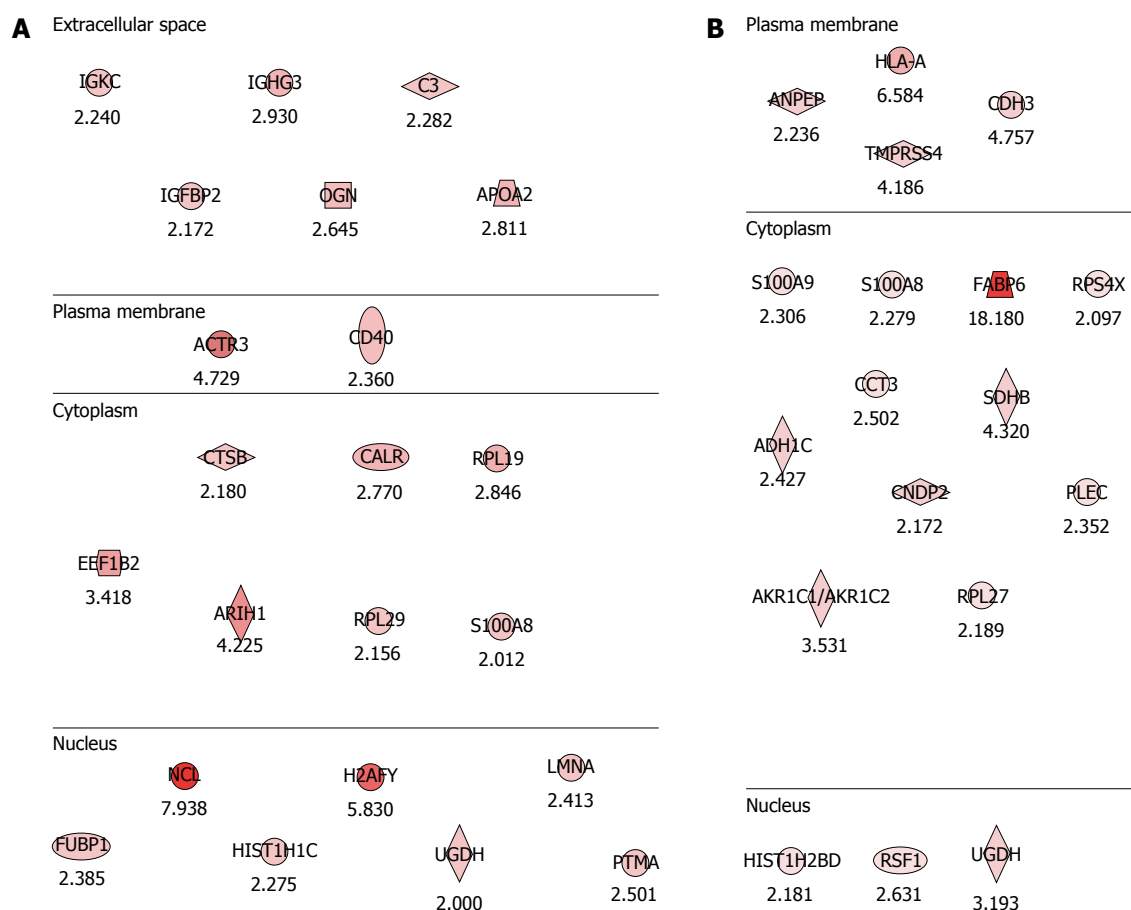 A Extracellular space
IGKC IGHG3 C3
2.240 2.930 2.282
IGFBP2 OGN APOA2
2.172 2.645 2.811
Plasma membrane
ACTR3 CD40
4.729 2.360
Cytoplasm
CTSB CALR RPL19
2.180 2.770 2.846
EEF1B2
3.418
ARIH1 RPL29 S100A8
4.225 2.156 2.012
Nucleus
NCL H2AFY LMNA
7.938 5.830 2.413
FUBP1 HIST1H1C UGDH PTMA
2.385 2.275 2.000 2.501
B Plasma membrane
HLA-A
6.584
ANPEP CDH3
2.236 4.757
TMPRSS4
4.186
Cytoplasm
S100A9 S100A8 FABP6 RPS4X
2.306 2.279 18.180 2.097
CCT3 SDHB
2.502 4.320
ADH1C
2.427
CNDP2 PLEC
2.172 2.352
AKR1C1/AKR1C2 RPL27
3.531 2.189
Nucleus
HIST1H2BD RSF1 UGDH
2.181 2.631 3.193